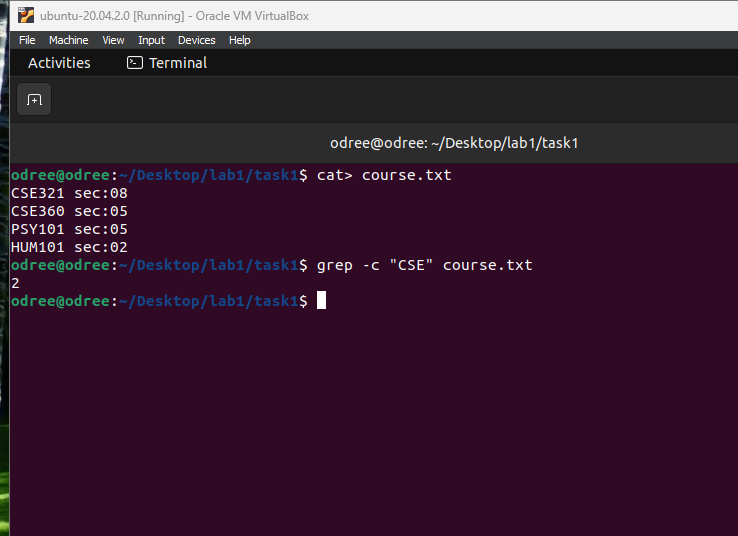 ubuntu-20.04.2.0 [Running] - Oracle VM VirtualBox
File Machine View Input Devices Help
Activities Terminal
odree@odree: ~/Desktop/lab1/task1
odree@odree:~/Desktop/lab1/task1$ cat> course.txt
CSE321 sec:08
CSE360 sec:05
PSY101 sec:05
HUM101 sec:02
odree@odree:~/Desktop/lab1/task1$ grep -c "CSE" course.txt
2
odree@odree:~/Desktop/lab1/task1$